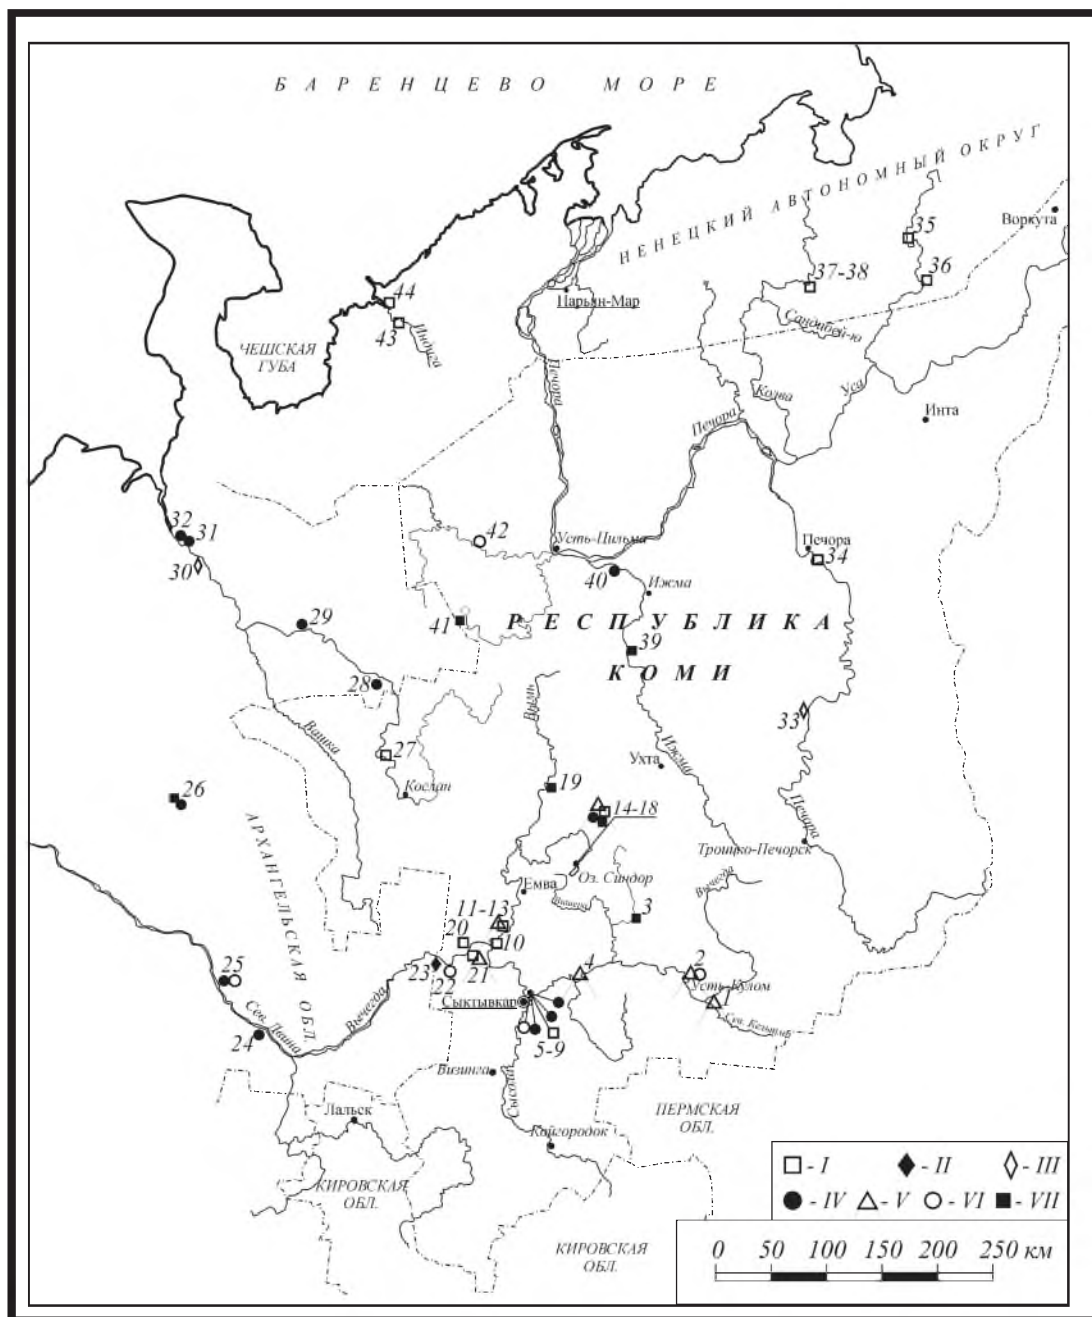 БАРЕНЦЕВО МОРЕ
НЕНЕЦКИЙ АВТОНОМНЫЙ ОКРУГ
Воркута
35
36
37-38
44
43
Нарьян-Мар
Индига
ЧЕШСКАЯ
ГУБА
Сандибей-ю
Печора
Колва
Уса
Печора
Инта
32
31
30
42
Усть-Цильма
40
Ижма
Печора
34
29
41
РЕСПУБЛИКА
КОМИ
39
28
33
Вымь
Вашка
27
Кослан
Ухта
Ижма
19
14-18
26
Печора
Троицко-Печорск
АРХАНГЕЛЬСКАЯ ОБЛ.
Оз. Синдор
Емва
Вишера
Вычегда
3
11-13
20
10
21
23
22
4
2
Усть-Кулом
1
Сев. Кельтма
25
Сыктывкар
Вычегда
Сев. Двина
24
5-9
Визинга
Сысола
Лальск
Койгородок
ПЕРМСКАЯ
ОБЛ.
КИРОВСКАЯ
ОБЛ.
КИРОВСКАЯ
ОБЛ.
- I - II - III
- IV - V - VI - VII
0 50 100 150 200 250 км